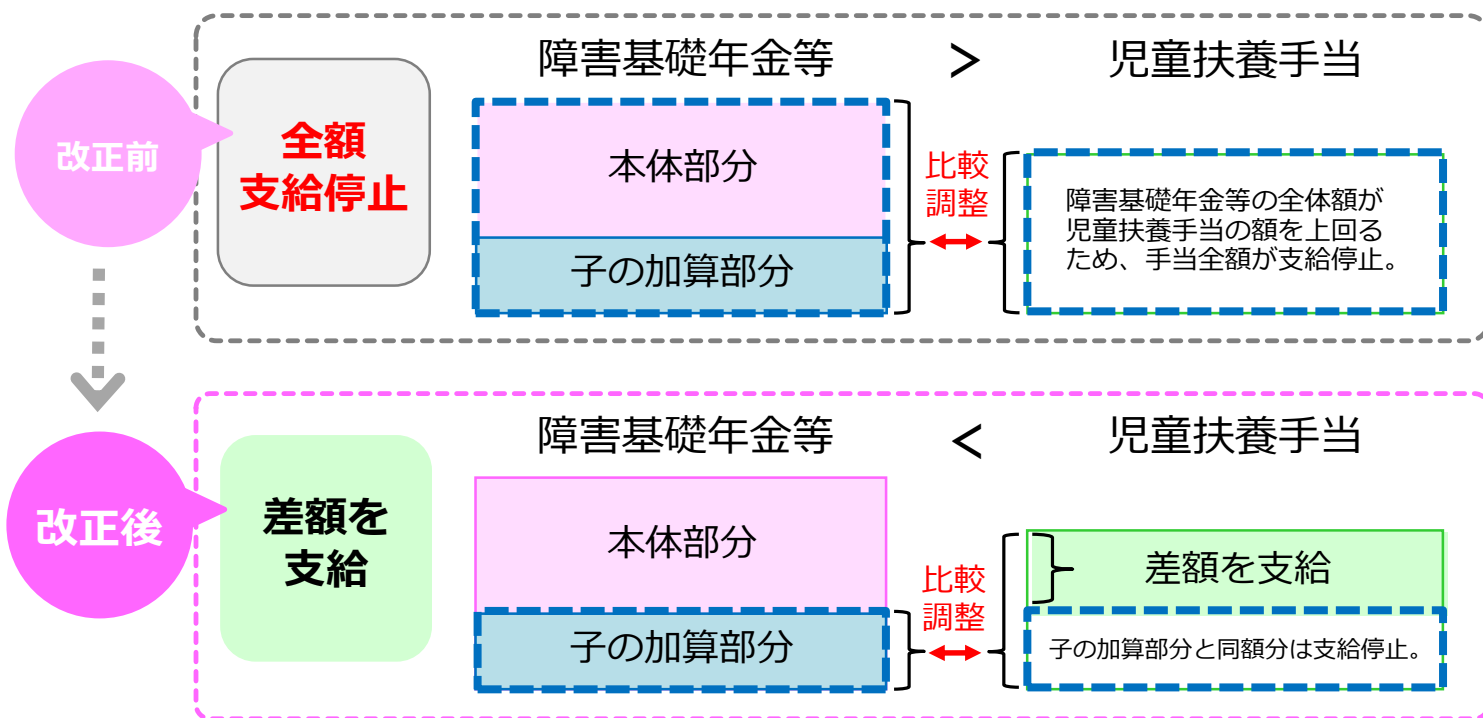 改正前
全額
支給停止
障害基礎年金等 > 児童扶養手当
本体部分
子の加算部分
比較
調整
障害基礎年金等の全体額が
児童扶養手当の額を上回る
ため、手当全額が支給停止。
改正後
差額を
支給
障害基礎年金等 < 児童扶養手当
本体部分
子の加算部分
比較
調整
差額を支給
子の加算部分と同額分は支給停止。